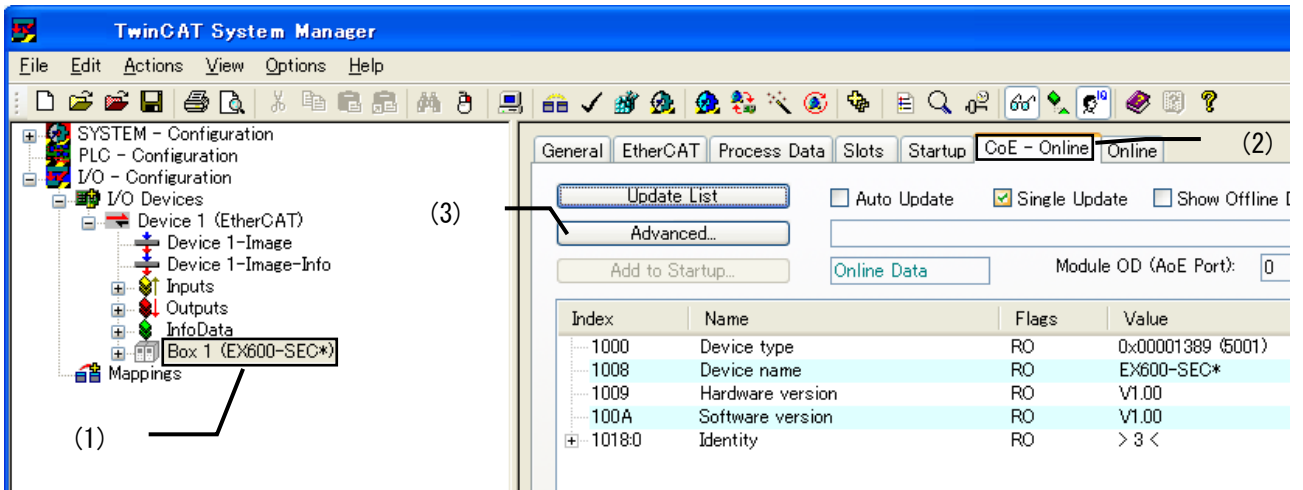 TwinCAT System Manager
File Edit Actions View Options Help
SYSTEM - Configuration
PLC - Configuration
I/O - Configuration
I/O Devices
Device 1 (EtherCAT)
Device 1-Image
Device 1-Image-Info
Inputs
Outputs
InfoData
Box 1 (EX600-SEC*)
Mappings
(1)
General EtherCAT Process Data Slots Startup CoE - Online Online (2)
Update List Auto Update Single Update Show Offline D
(3) Advanced...
Add to Startup... Online Data Module OD (AoE Port): 0
Index Name Flags Value
1000 Device type RO 0x00001389 (5001)
1008 Device name RO EX600-SEC*
1009 Hardware version RO V1.00
100A Software version RO V1.00
1018:0 Identity RO > 3 <